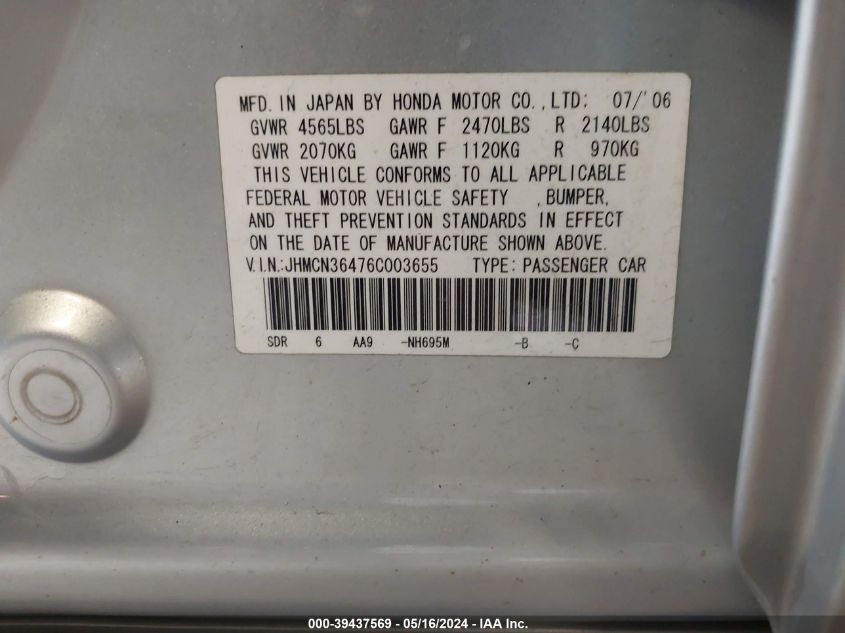 MFD. IN JAPAN BY HONDA MOTOR CO., LTD: 07/'06
GVWR 4565LBS GAWR F 2470LBS R 2140LBS
GVWR 2070KG GAWR F 1120KG R 970KG
THIS VEHICLE CONFORMS TO ALL APPLICABLE
FEDERAL MOTOR VEHICLE SAFETY , BUMPER,
AND THEFT PREVENTION STANDARDS IN EFFECT
ON THE DATE OF MANUFACTURE SHOWN ABOVE.
V.I.N.:JHMCN36476C003655 TYPE: PASSENGER CAR
SDR 6 AA9 -NH695M -B -C
000-39437569 - 05/16/2024 - IAA Inc.